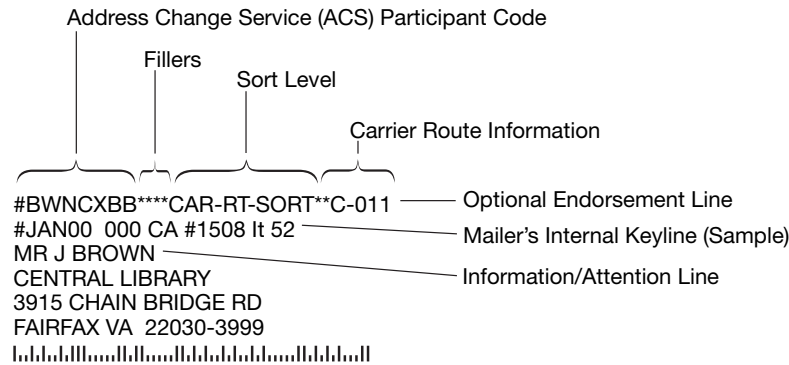 Address Change Service (ACS) Participant Code
Fillers
Sort Level
Carrier Route Information
#BWNCXBB****CAR-RT-SORT**C-011
Optional Endorsement Line
#JAN00  000 CA #1508 lt 52
Mailer's Internal Keyline (Sample)
MR J BROWN
Information/Attention Line
CENTRAL LIBRARY
3915 CHAIN BRIDGE RD
FAIRFAX VA  22030-3999